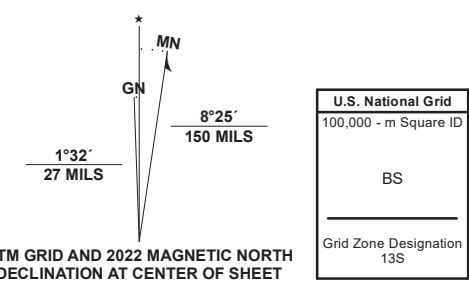 ★
MN
GN
8°25´
150 MILS
1°32´
27 MILS
TM GRID AND 2022 MAGNETIC NORTH
DECLINATION AT CENTER OF SHEET
U.S. National Grid
100,000 - m Square ID
BS
Grid Zone Designation
13S